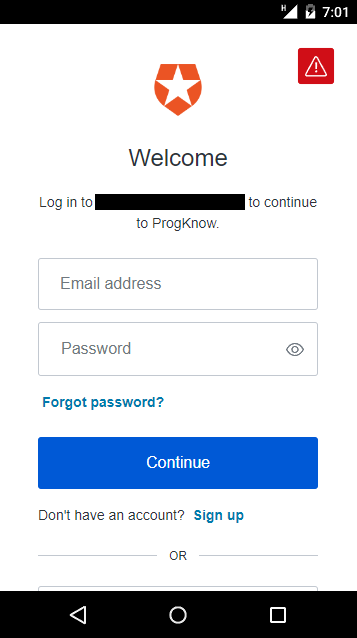 H 7:01
Welcome
Log in to to continue
to ProgKnow.
Email address
Password
Forgot password?
Continue
Don't have an account? Sign up
OR